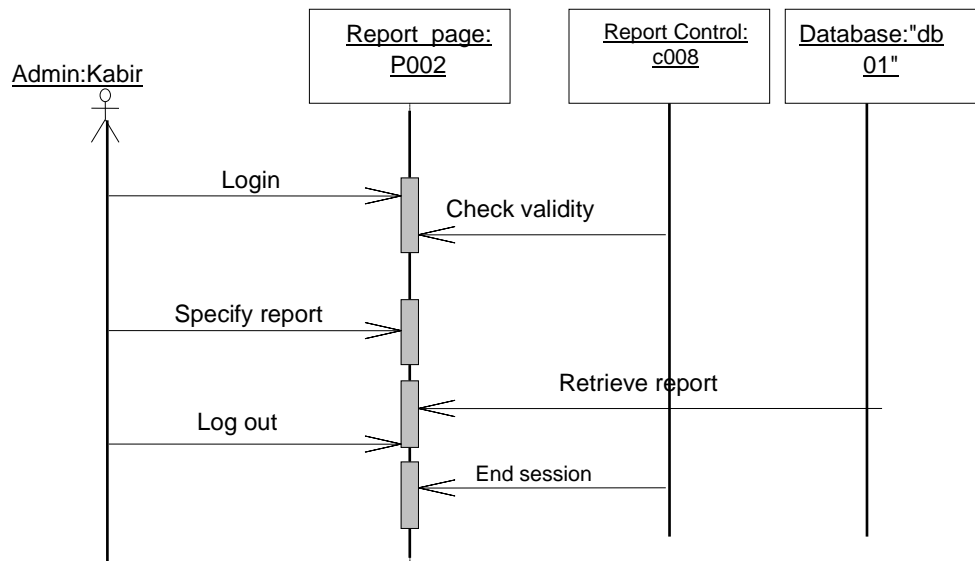 Report page:
P002
Report Control:
c008
Database:"db
01"
Admin:Kabir
Login
Check validity
Specify report
Retrieve report
Log out
End session